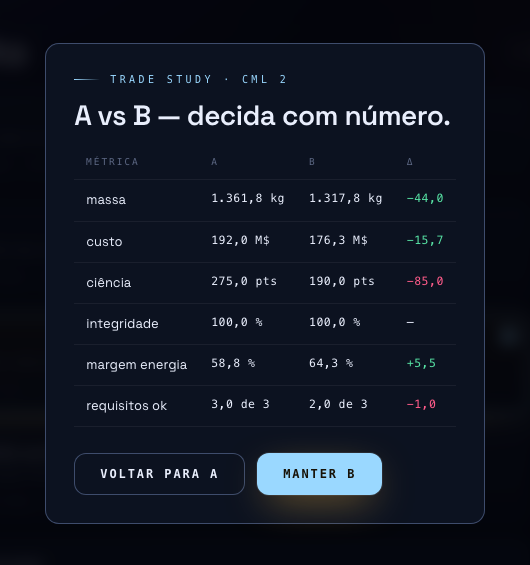 TRADE STUDY · CML 2
A vs B — decida com número.
MÉTRICA A B Δ
massa 1.361,8 kg 1.317,8 kg −44,0
custo 192,0 M$ 176,3 M$ −15,7
ciência 275,0 pts 190,0 pts −85,0
integridade 100,0 % 100,0 % —
margem energia 58,8 % 64,3 % +5,5
requisitos ok 3,0 de 3 2,0 de 3 −1,0
VOLTAR PARA A MANTER B